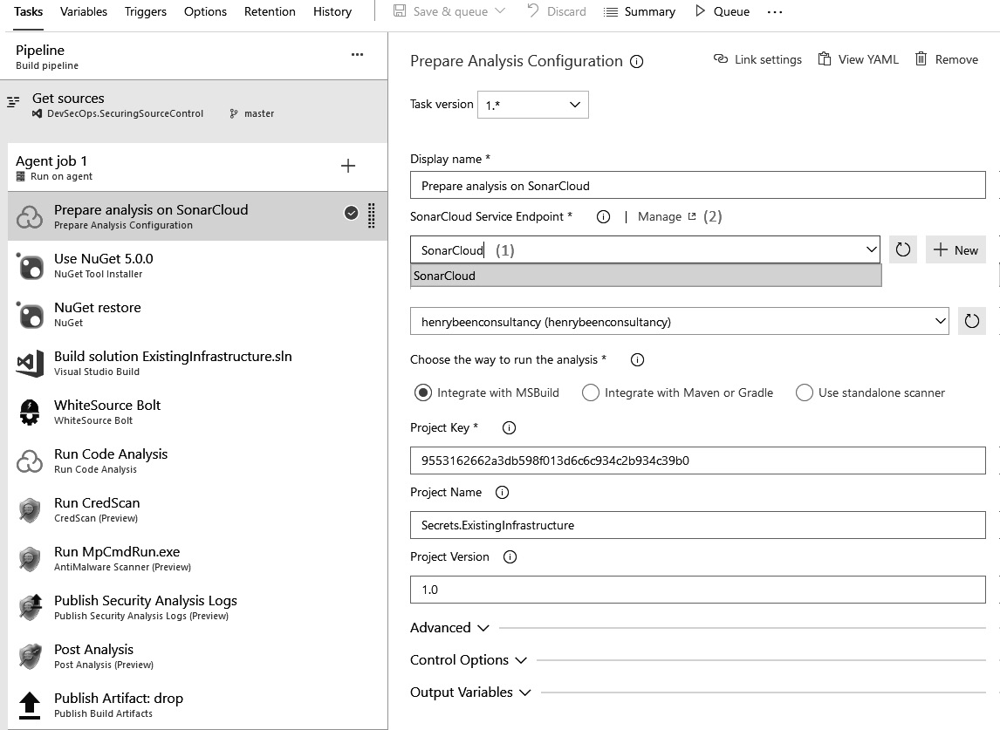 Tasks Variables Triggers Options Retention History Save & queue Discard Summary Queue ...
Pipeline ...
Build pipeline
Get sources
DevSecOps.SecuringSourceControl master
Agent job 1
Run on agent
Prepare analysis on SonarCloud
Prepare Analysis Configuration
Use NuGet 5.0.0
NuGet Tool Installer
NuGet restore
NuGet
Build solution ExistingInfrastructure.sln
Visual Studio Build
WhiteSource Bolt
WhiteSource Bolt
Run Code Analysis
Run Code Analysis
Run CredScan
CredScan (Preview)
Run MpCmdRun.exe
AntiMalware Scanner (Preview)
Publish Security Analysis Logs
Publish Security Analysis Logs (Preview)
Post Analysis
Post Analysis (Preview)
Publish Artifact: drop
Publish Build Artifacts
Prepare Analysis Configuration Link settings View YAML Remove
Task version 1.*
Display name *
Prepare analysis on SonarCloud
SonarCloud Service Endpoint * | Manage (2)
SonarCloud (1) New
SonarCloud
henrybeenconsultancy (henrybeenconsultancy)
Choose the way to run the analysis *
Integrate with MSBuild Integrate with Maven or Gradle Use standalone scanner
Project Key *
9553162662a3db598f013d6c6c934c2b934c39b0
Project Name
Secrets.ExistingInfrastructure
Project Version
1.0
Advanced
Control Options
Output Variables